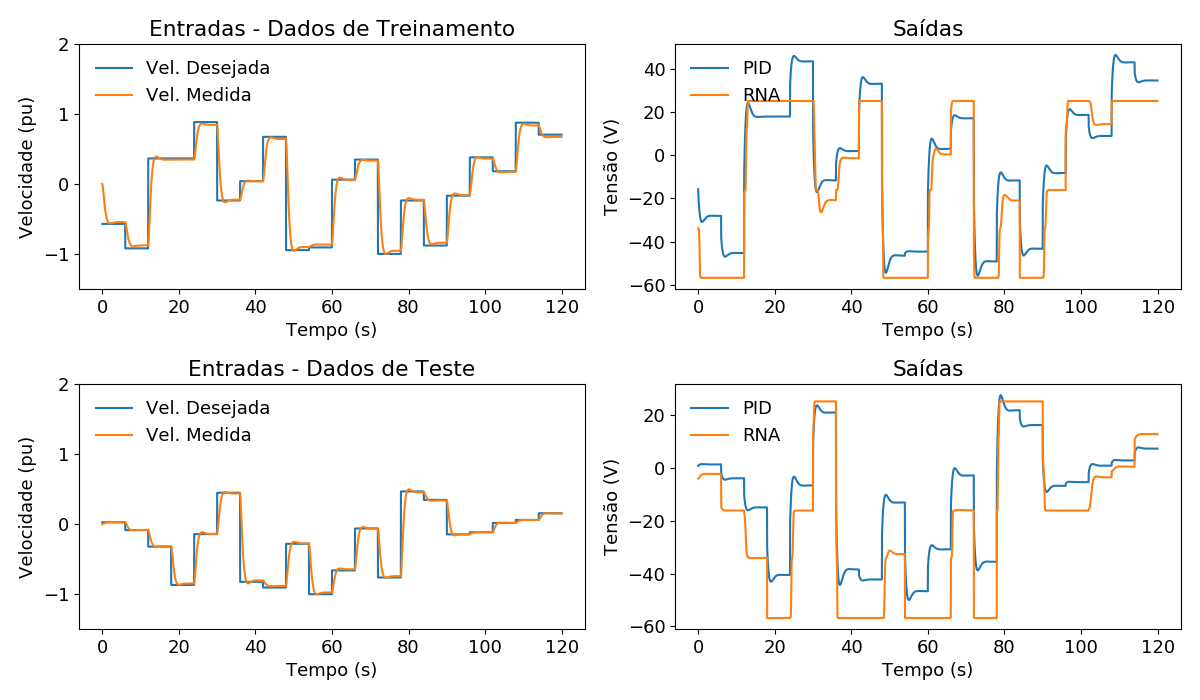 Entradas - Dados de Treinamento
Vel. Desejada
Vel. Medida
Velocidade (pu)
2
1
0
−1
0 20 40 60 80 100 120
Tempo (s)
Saídas
PID
RNA
Tensão (V)
40
20
0
−20
−40
−60
0 20 40 60 80 100 120
Tempo (s)
Entradas - Dados de Teste
Vel. Desejada
Vel. Medida
Velocidade (pu)
2
1
0
−1
0 20 40 60 80 100 120
Tempo (s)
Saídas
PID
RNA
Tensão (V)
20
0
−20
−40
−60
0 20 40 60 80 100 120
Tempo (s)